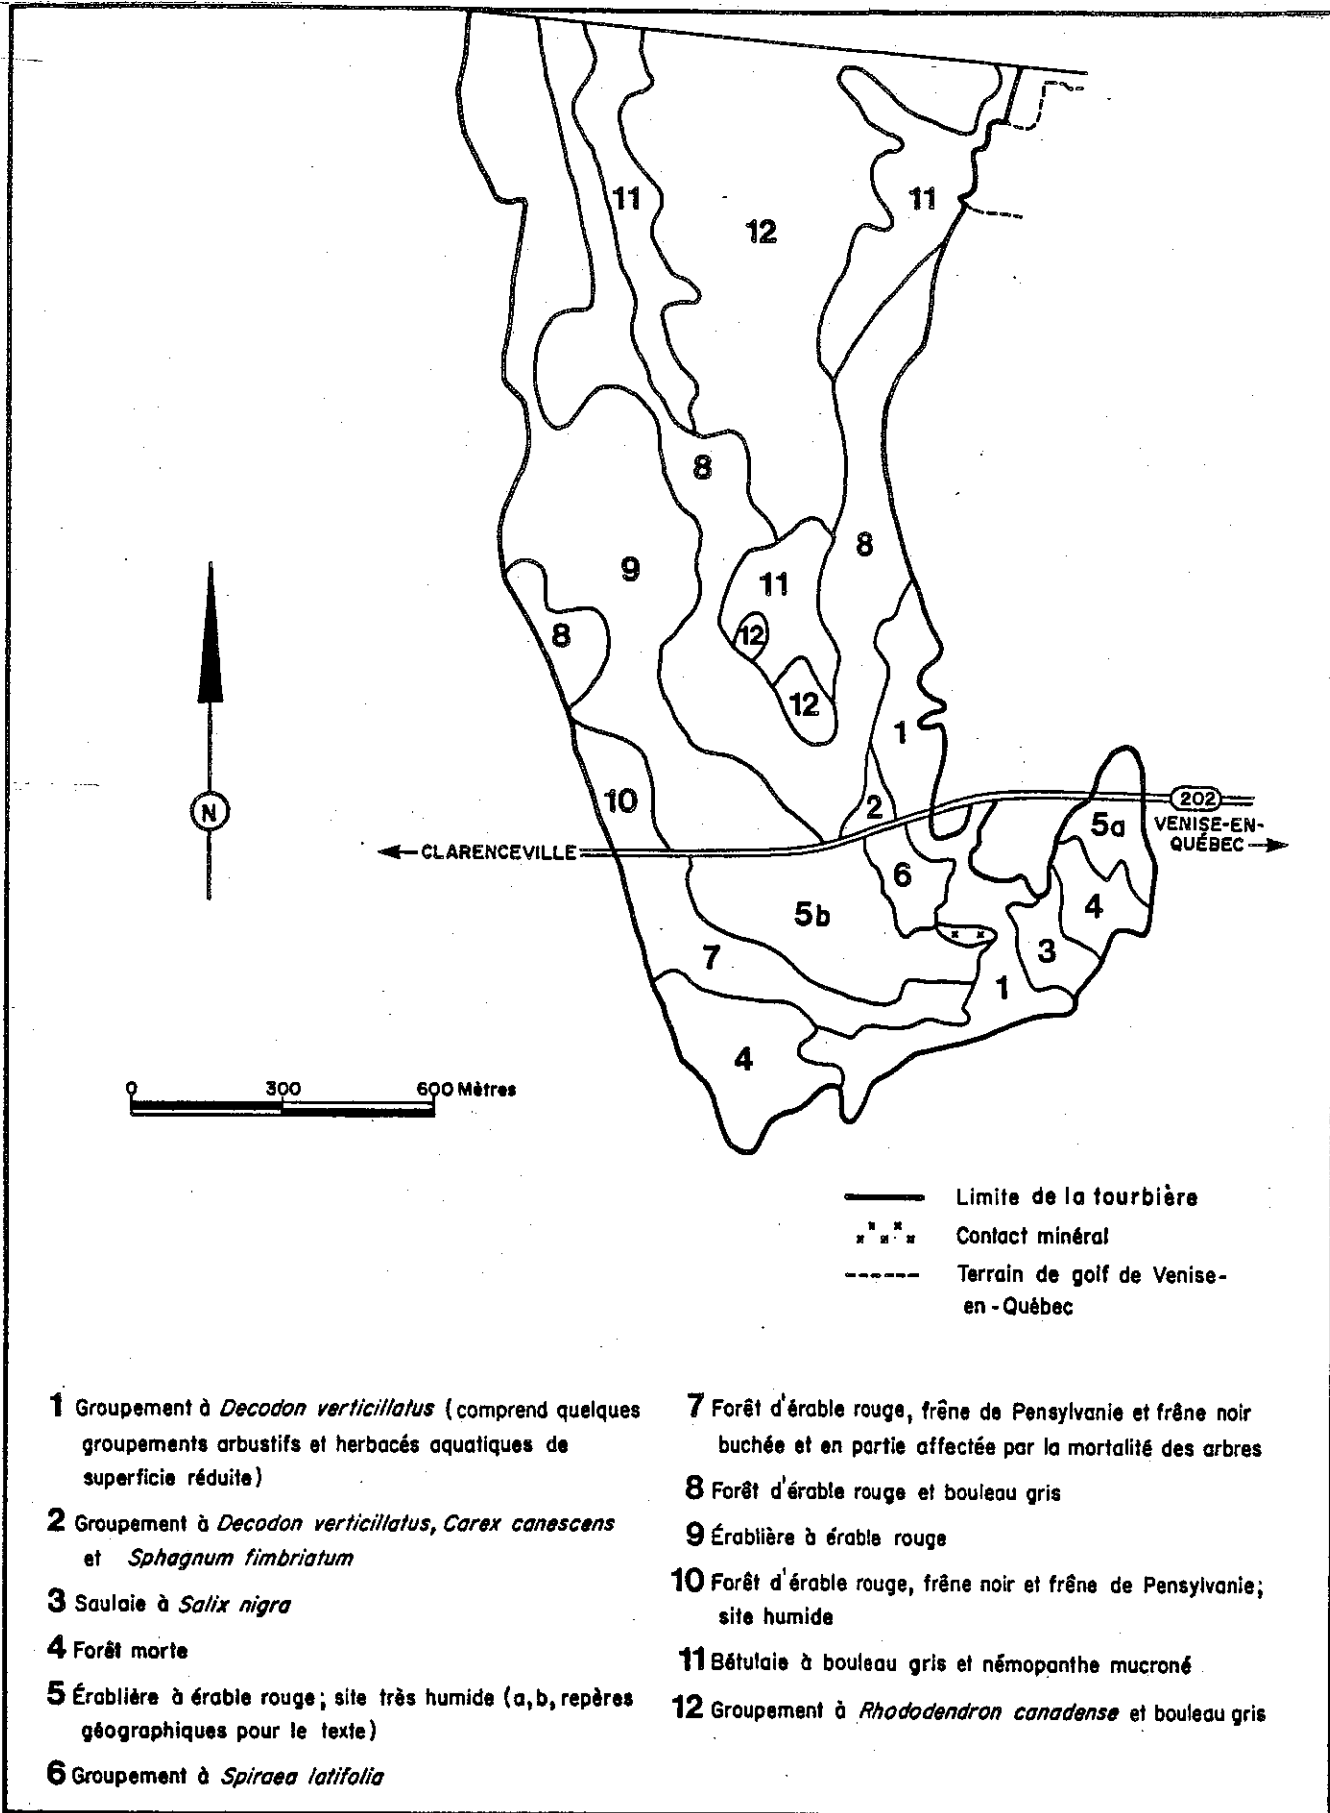 11
11
12
8
8
9
11
12
8
12
1
10
2
202
5a
VENISE-EN-
QUÉBEC
CLARENCEVILLE
6
4
5b
3
7
1
4
N
0 300 600 Mètres
Limite de la tourbière
Contact minéral
Terrain de golf de Venise-
en-Québec
1 Groupement à Decodon verticillatus (comprend quelques
groupements arbustifs et herbacés aquatiques de
superficie réduite)
2 Groupement à Decodon verticillatus, Carex canescens
et Sphagnum fimbriatum
3 Saulaie à Salix nigra
4 Forêt morte
5 Érablière à érable rouge; site très humide (a, b, repères
géographiques pour le texte)
6 Groupement à Spiraea latifolia
7 Forêt d'érable rouge, frêne de Pensylvanie et frêne noir
buchée et en partie affectée par la mortalité des arbres
8 Forêt d'érable rouge et bouleau gris
9 Érablière à érable rouge
10 Forêt d'érable rouge, frêne noir et frêne de Pensylvanie;
site humide
11 Bétulaie à bouleau gris et némopanthe mucroné
12 Groupement à Rhododendron canadense et bouleau gris